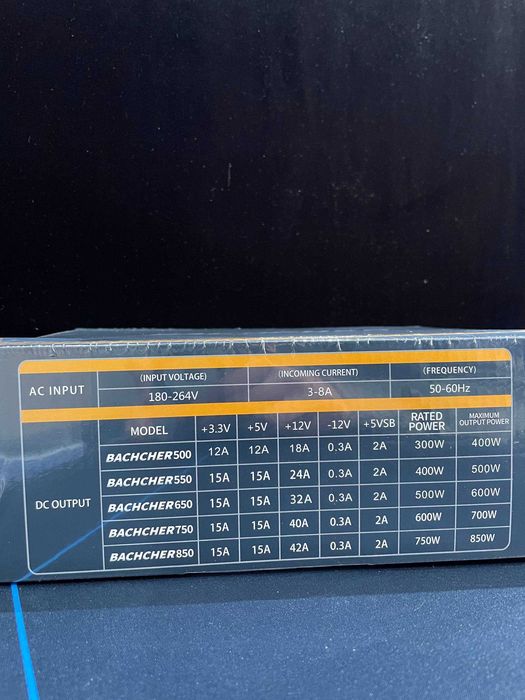 AC INPUT (INPUT VOLTAGE) (INCOMING CURRENT) (FREQUENCY)
180-264V 3-8A 50-60Hz
DC OUTPUT
MODEL +3.3V +5V +12V -12V +5VSB RATED POWER MAXIMUM OUTPUT POWER
BACHCHER500 12A 12A 18A 0.3A 2A 300W 400W
BACHCHER550 15A 15A 24A 0.3A 2A 400W 500W
BACHCHER650 15A 15A 32A 0.3A 2A 500W 600W
BACHCHER750 15A 15A 40A 0.3A 2A 600W 700W
BACHCHER850 15A 15A 42A 0.3A 2A 750W 850W